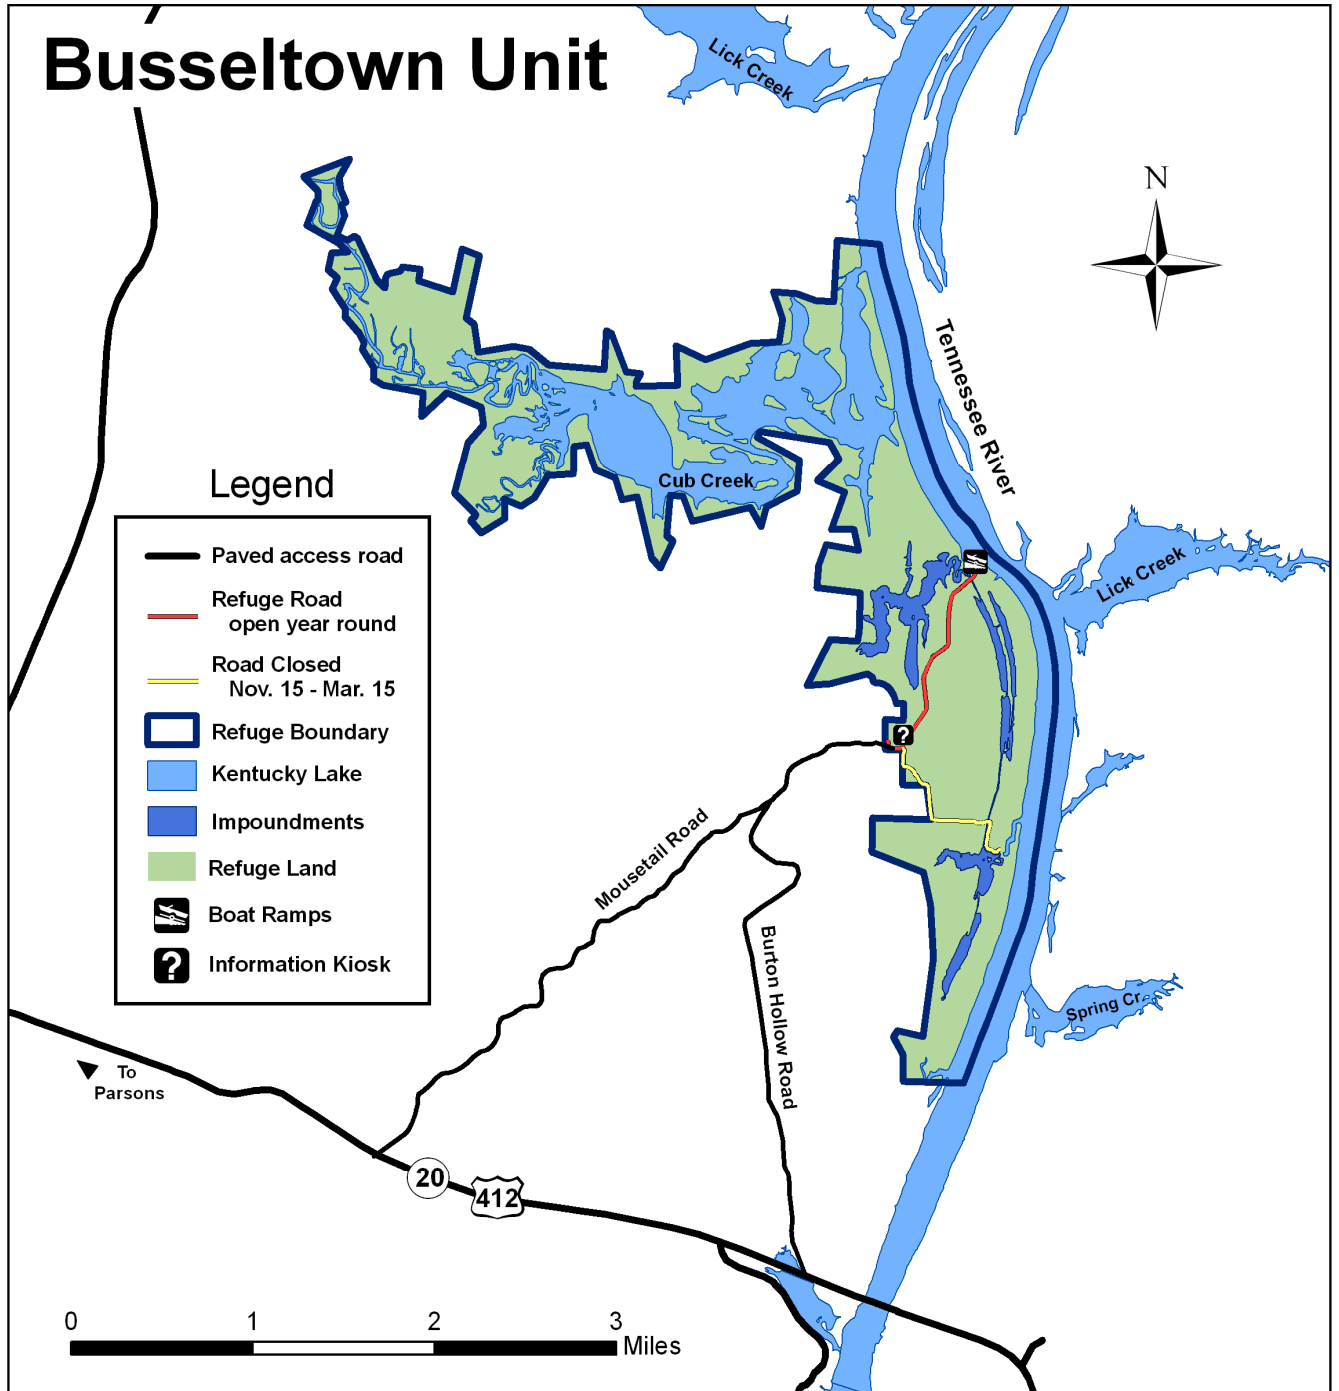 Busseltown Unit
Lick Creek
N
Tennessee River
Cub Creek
Lick Creek
Legend
Paved access road
Refuge Road
open year round
Road Closed
Nov. 15 - Mar. 15
Refuge Boundary
Kentucky Lake
Impoundments
Refuge Land
Boat Ramps
?
Information Kiosk
?
Mousetail Road
Burton Hollow Road
Spring Cr.
To
Parsons
20
412
0 1 2 3
Miles